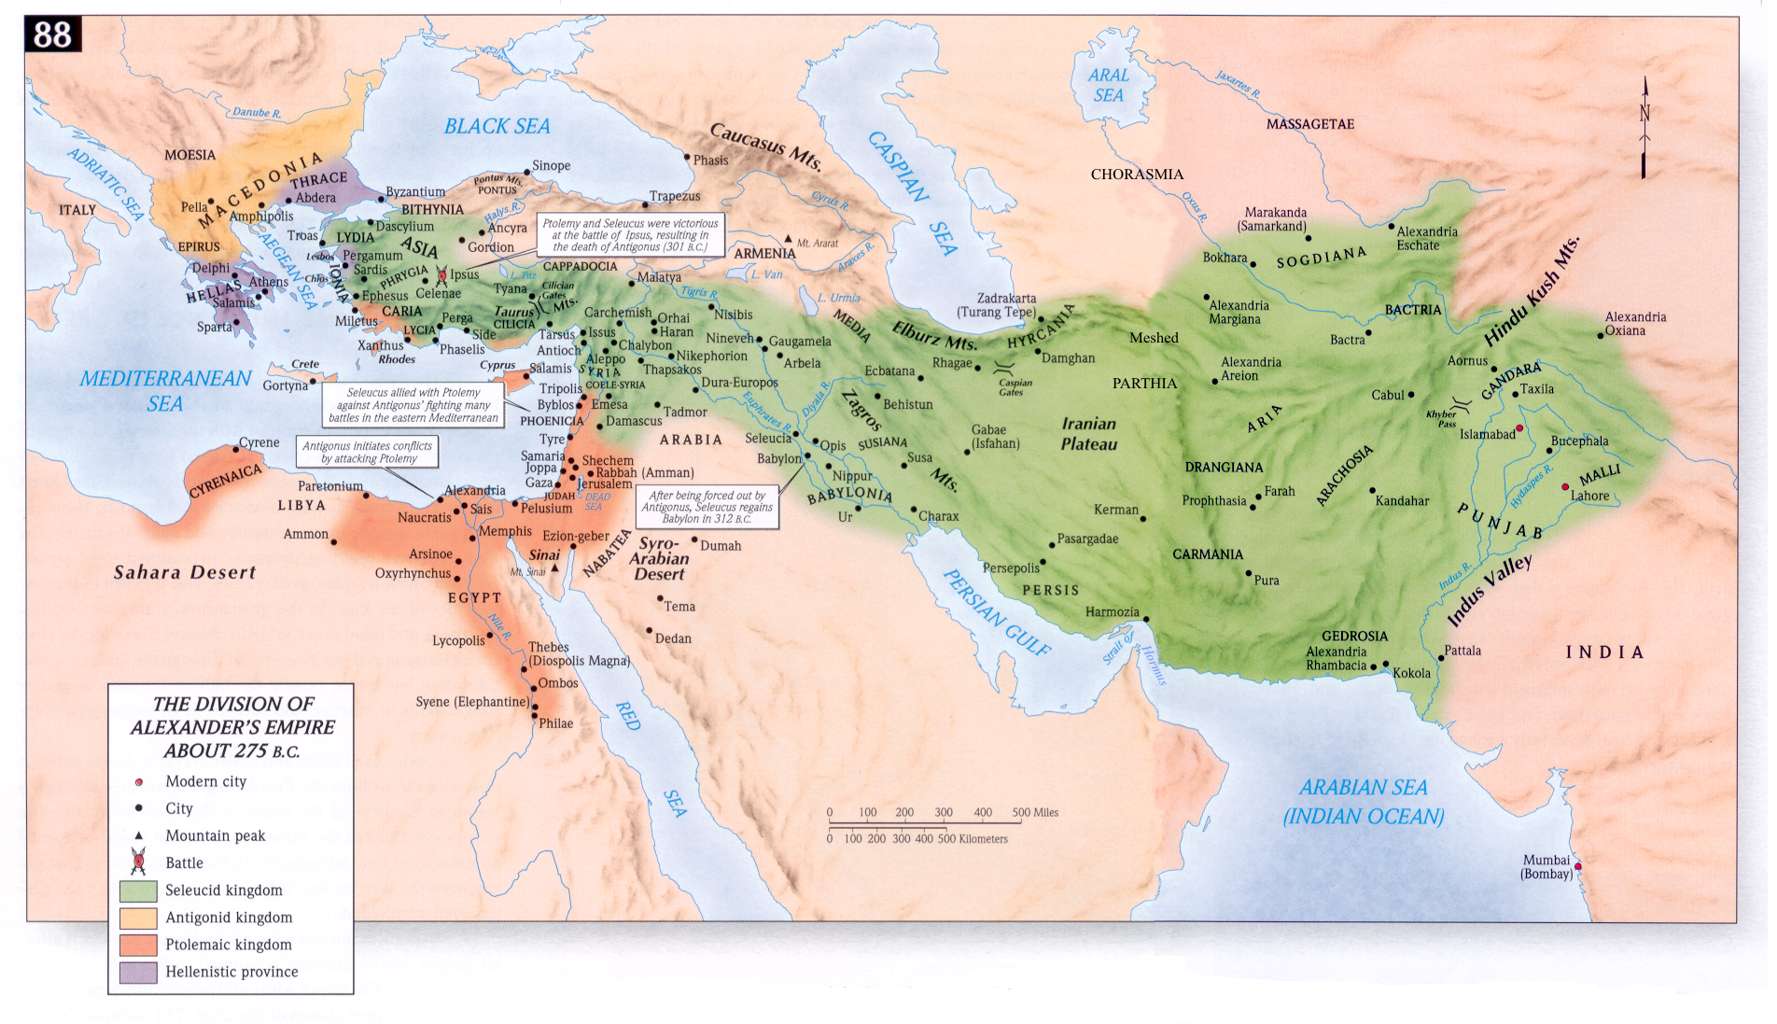 88
Danube R.
BLACK SEA
ARAL
SEA
Jaxartes R.
N
ADRIATIC SEA
MOESIA
MACEDONIA
THRACE
Abdera
Pella
Amphipolis
ITALY
EPIRUS
Byzantium
BITHYNIA
Pontus Mts.
PONTUS
Sinope
Halys R.
Phasis
Caucasus Mts.
Trapezus
Cyrus R.
CASPIAN
SEA
CHORASMIA
MASSAGETAE
Oxus R.
Marakanda
(Samarkand)
Alexandria
Eschate
Bokhara
SOGDIANA
Dascylium
Troas
LYDIA
ASIA
Ancyra
Gordion
Ptolemy and Seleucus were victorious
at the battle of Ipsus, resulting in
the death of Antigonus (301 B.C.)
Mt. Ararat
ARMENIA
Araxes R.
AEGEAN SEA
Lesbos
Pergamum
Chios
Sardis
IONIA
PHRYGIA
Ipsus
Celenae
L. Tuz
CAPPADOCIA
Malatya
L. Van
L. Urmia
Delphi
HELLAS
Athens
Salamis
Sparta
Ephesus
Miletus
CARIA
LYCIA
Perga
Side
Xanthus
Phaselis
Rhodes
Tyana
Cilician
Gates
Taurus
Mts.
CILICIA
Tarsus
Issus
Antioch
Carchemish
Orhai
Haran
Chalybon
Aleppo
Nikephorion
Thapsakos
Tigris R.
Nisibis
Nineveh
Gaugamela
Arbela
MEDIA
Elburz Mts.
Zadrakarta
(Turang Tepe)
HYRCANIA
Damghan
Rhagae
Caspian
Gates
Ecbatana
Behistun
Meshed
Alexandria
Margiana
Alexandria
Areion
PARTHIA
BACTRIA
Bactra
Hindu Kush Mts.
Alexandria
Oxiana
Aornus
GANDARA
Taxila
Cabul
Khyber
Pass
Islamabad
Bucephala
Hydaspes R.
MALLI
Lahore
PUNJAB
MEDITERRANEAN
SEA
Crete
Gortyna
Cyprus
Salamis
SYRIA
COELE-SYRIA
Tripolis
Byblos
Emesa
PHOENICIA
Damascus
Tadmor
Dura-Europos
Euphrates R.
Diyala R.
Zagros
Mts.
Seleucia
Opis
SUSIANA
Susa
Babylon
Nippur
BABYLONIA
Ur
Charax
Gabae
(Isfahan)
Iranian
Plateau
ARIA
DRANGIANA
Prophthasia
Farah
ARACHOSIA
Kandahar
Seleucus allied with Ptolemy
against Antigonus' fighting many
battles in the eastern Mediterranean
Antigonus initiates conflicts
by attacking Ptolemy
After being forced out by
Antigonus, Seleucus regains
Babylon in 312 B.C.
Tyre
ARABIA
Samaria
Shechem
Joppa
Rabbah (Amman)
Gaza
Jerusalem
JUDAH
DEAD
SEA
Cyrene
CYRENAICA
LIBYA
Paretonium
Alexandria
Naucratis
Sais
Pelusium
Memphis
Ammon
Arsinoe
Oxyrhynchus
EGYPT
Ezion-geber
Sinai
Mt. Sinai
NABATEA
Syro-
Arabian
Desert
Dumah
Tema
Dedan
Sahara Desert
Nile R.
Lycopolis
Thebes
(Diospolis Magna)
Ombos
Syene (Elephantine)
Philae
RED
SEA
Kerman
Pasargadae
Persepolis
PERSIS
CARMANIA
Pura
Harmozia
PERSIAN GULF
Strait of
Hormus
GEDROSIA
Alexandria
Rhambacia
Kokola
Pattala
Indus R.
Indus Valley
INDIA
ARABIAN SEA
(INDIAN OCEAN)
Mumbai
(Bombay)
0 100 200 300 400 500 Miles
0 100 200 300 400 500 Kilometers
THE DIVISION OF
ALEXANDER'S EMPIRE
ABOUT 275 B.C.
Modern city
City
Mountain peak
Battle
Seleucid kingdom
Antigonid kingdom
Ptolemaic kingdom
Hellenistic province